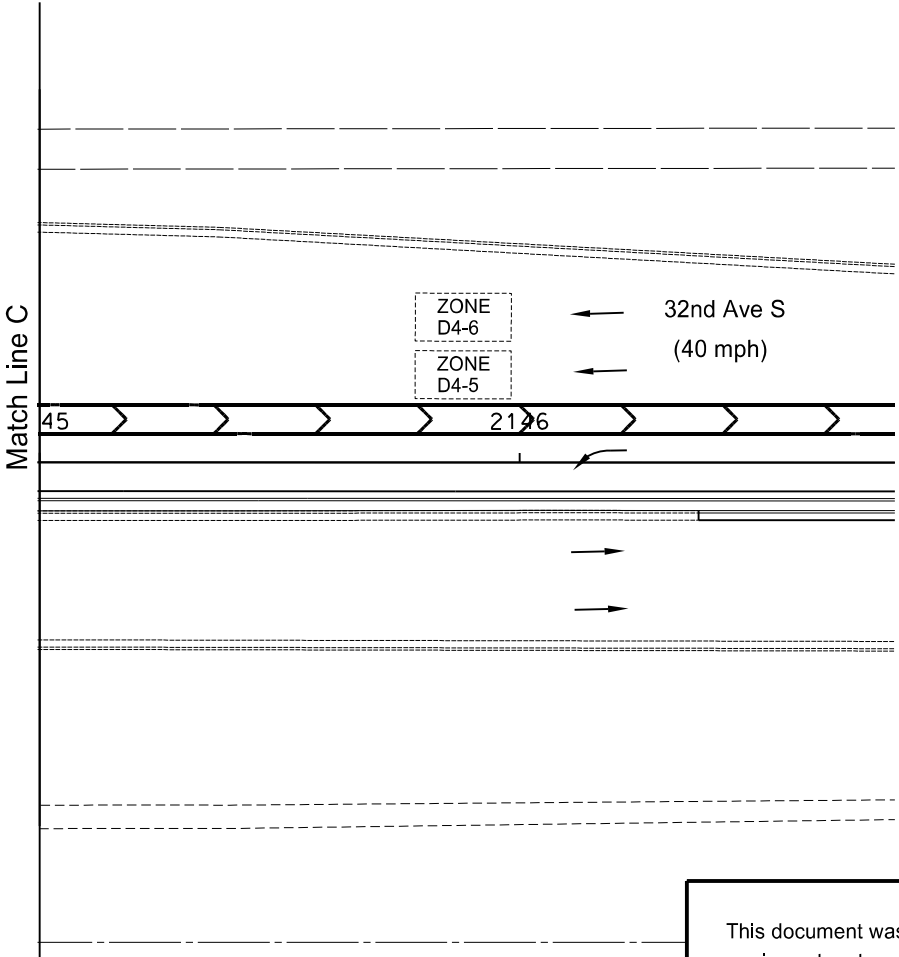 Match Line C
ZONE
D4-6
32nd Ave S
(40 mph)
ZONE
D4-5
45
2146
This document was